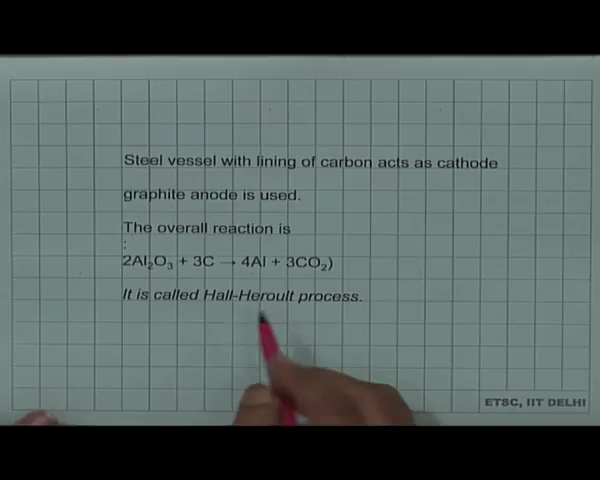 Steel vessel with lining of carbon acts as cathode
graphite anode is used.
The overall reaction is
:
2Al₂O₃ + 3C → 4Al + 3CO₂)
It is called Hall-Heroult process.
ETSC, IIT DELHI